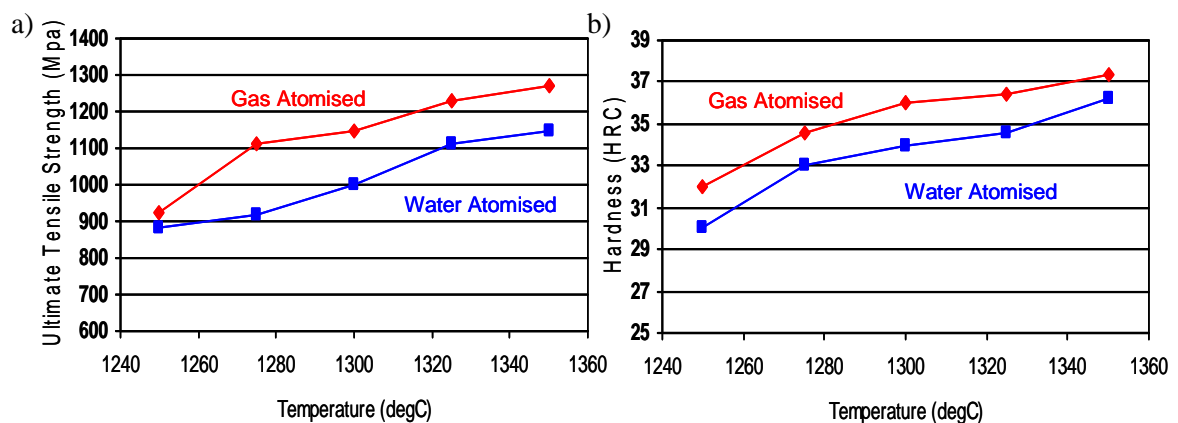 a)
Ultimate Tensile Strength (Mpa)
1400
1300
1200
1100
1000
900
800
700
600
Gas Atomised
Water Atomised
1240 1260 1280 1300 1320 1340 1360
Temperature (degC)
b)
Hardness (HRC)
39
37
35
33
31
29
27
25
Gas Atomised
Water Atomised
1240 1260 1280 1300 1320 1340 1360
Temperature (degC)